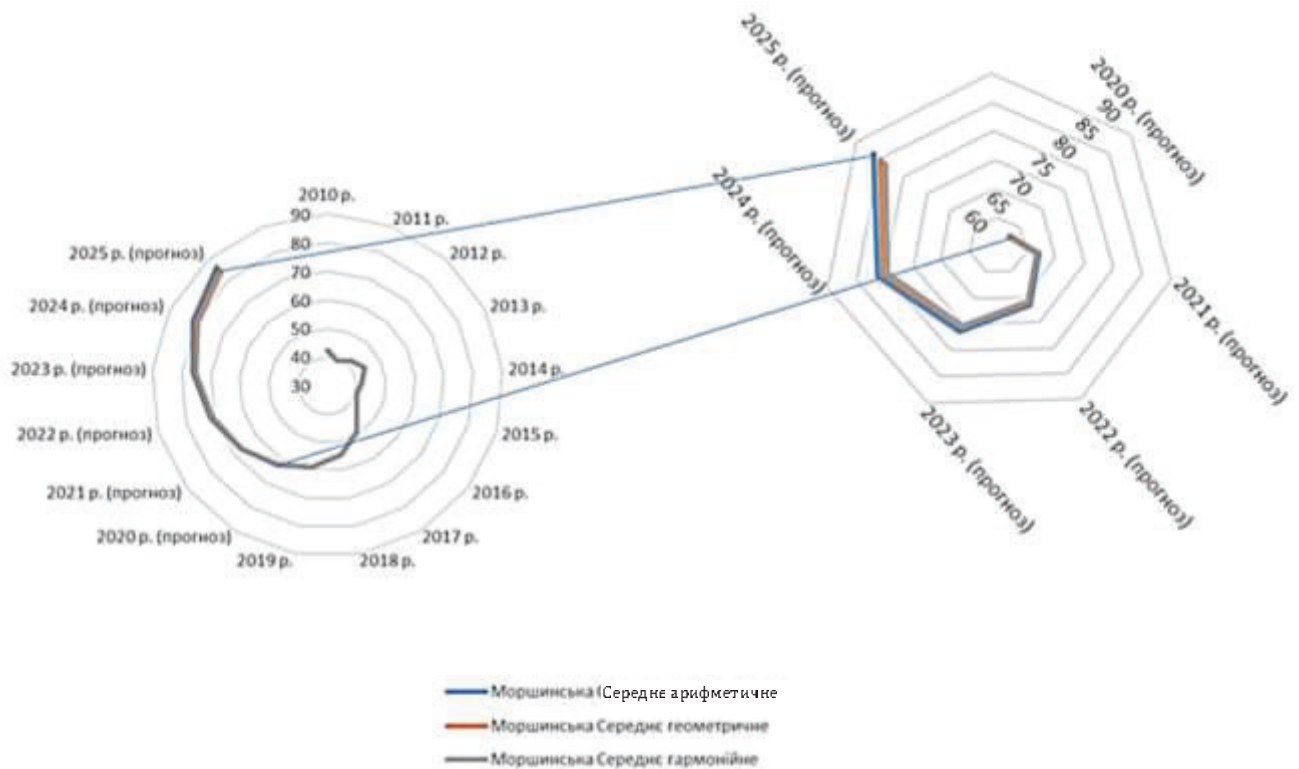 2010 р.
2011 р.
2012 р.
2013 р.
2014 р.
2015 р.
2016 р.
2017 р.
2018 р.
2019 р.
2020 р. (прогноз)
2021 р. (прогноз)
2022 р. (прогноз)
2023 р. (прогноз)
2024 р. (прогноз)
2025 р. (прогноз)
90
80
70
60
50
40
30
2020 р. (прогноз)
2021 р. (прогноз)
2022 р. (прогноз)
2023 р. (прогноз)
2024 р. (прогноз)
2025 р. (прогноз)
90
85
80
75
70
65
60
Моршинська (Середнє арифметичне
Моршинська Середнє геометричне
Моршинська Середнє гармонійне